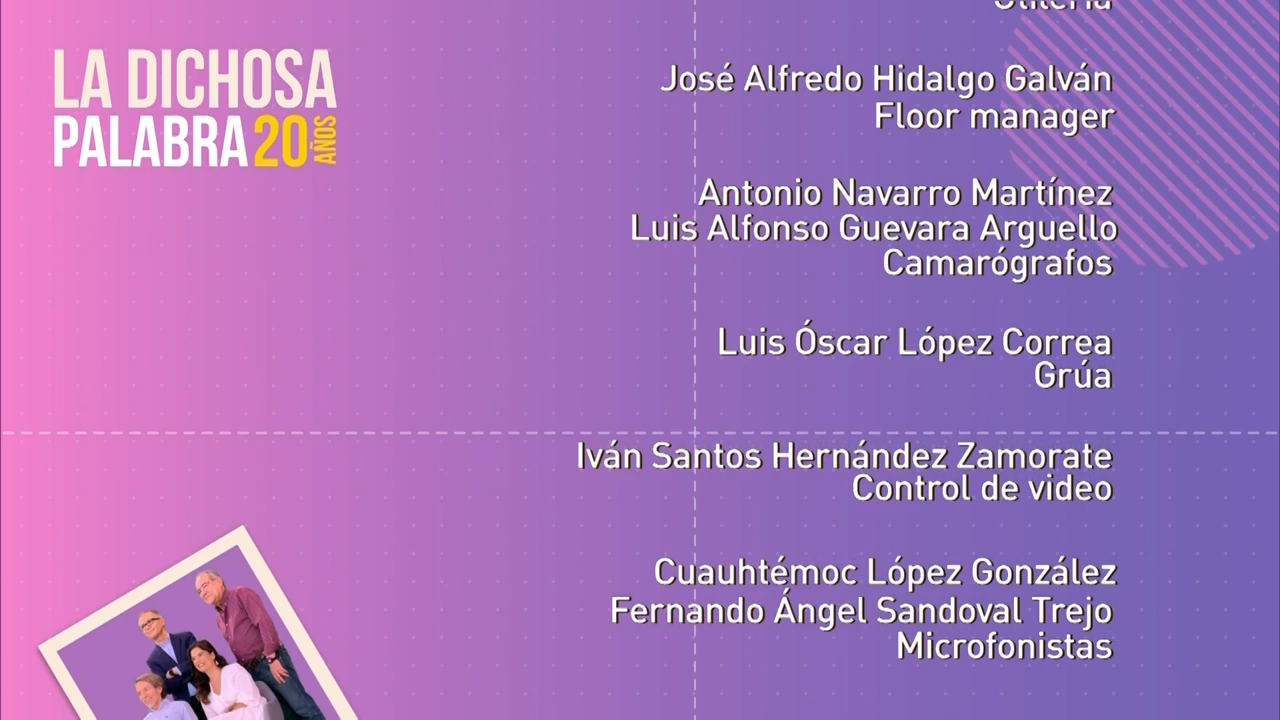 LA DICHOSA
PALABRA 20 AÑOS
José Alfredo Hidalgo Galván
Floor manager
Antonio Navarro Martínez
Luis Alfonso Guevara Arguello
Camarógrafos
Luis Óscar López Correa
Grúa
Iván Santos Hernández Zamorate
Control de video
Cuauhtémoc López González
Fernando Ángel Sandoval Trejo
Microfonistas